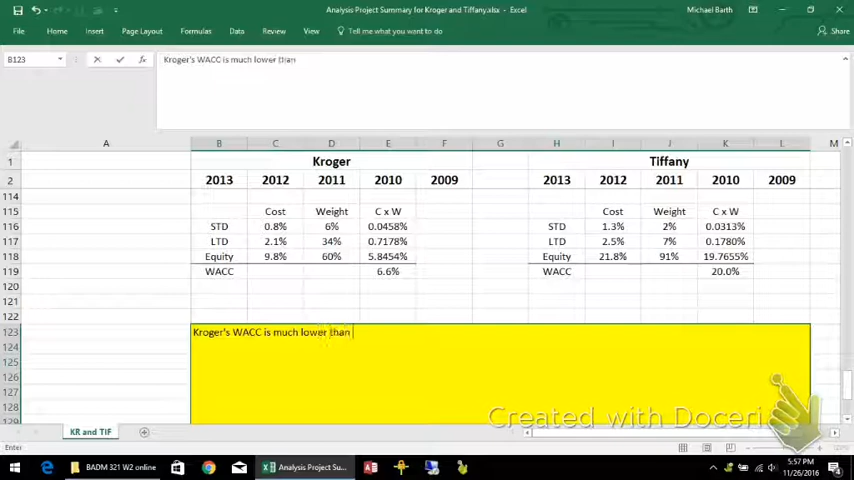 Analysis Project Summary for Kroger and Tiffany.xlsx - Excel
Michael Barth
File Home Insert Page Layout Formulas Data Review View Tell me what you want to do Share
B123 fx Kroger's WACC is much lower than
A B C D E F G H I J K L M
1 Kroger Tiffany
2 2013 2012 2011 2010 2009 2013 2012 2011 2010 2009
114
115 Cost Weight C x W Cost Weight C x W
116 STD 0.8% 6% 0.0458% STD 1.3% 2% 0.0313%
117 LTD 2.1% 34% 0.7178% LTD 2.5% 7% 0.1780%
118 Equity 9.8% 60% 5.8454% Equity 21.8% 91% 19.7655%
119 WACC 6.6% WACC 20.0%
120
121
122
123 Kroger's WACC is much lower than
124
125
126
127
128
129
Created with Doceri
KR and TIF
Enter
BADM 321 W2 online Analysis Project Su...
5:57 PM
11/26/2016
4